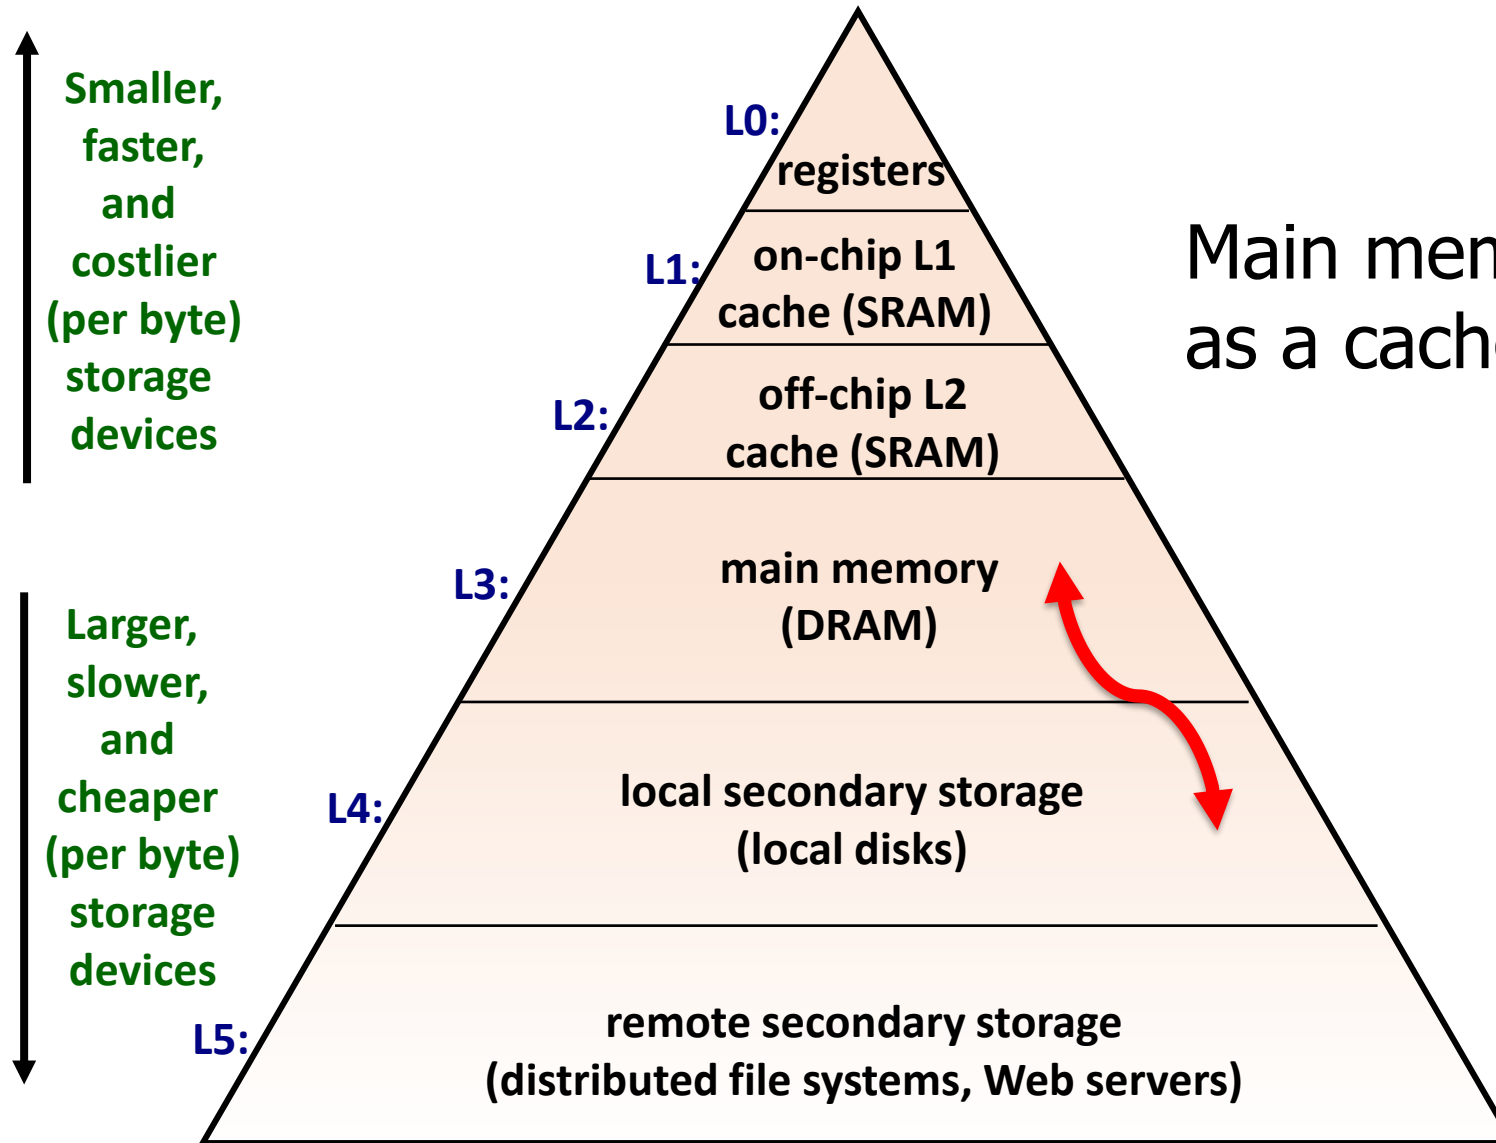 Smaller,
faster,
and
costlier
(per byte)
storage
devices
Larger,
slower,
and
cheaper
(per byte)
storage
devices
L0:
registers
L1:
on-chip L1
cache (SRAM)
L2:
off-chip L2
cache (SRAM)
L3:
main memory
(DRAM)
L4:
local secondary storage
(local disks)
L5:
remote secondary storage
(distributed file systems, Web servers)
Main
as a